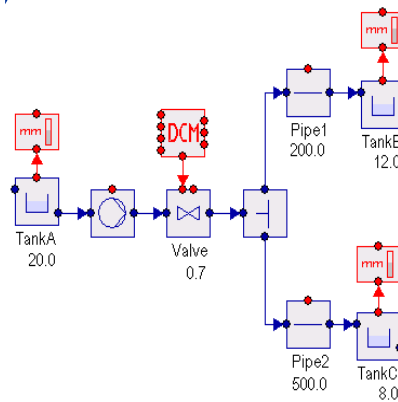 mm
Pipe1
200.0
TankB
12.0
mm
DCM
TankA
20.0
Valve
0.7
mm
Pipe2
500.0
TankC
8.0